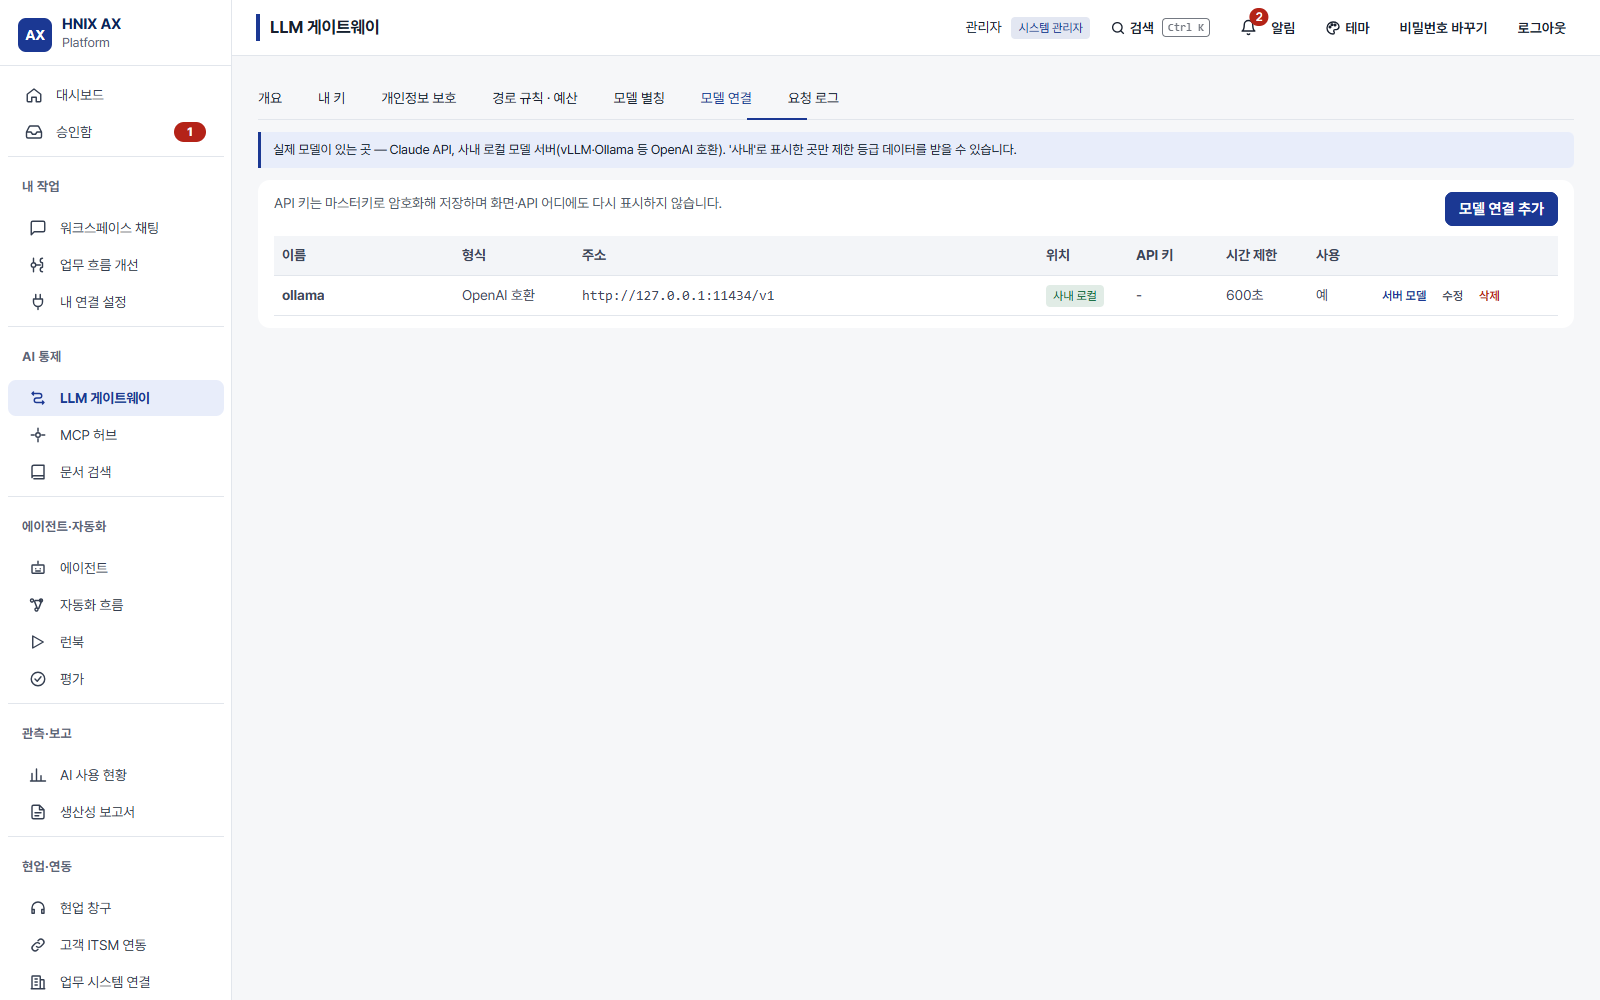 AX
HNIX AX
Platform
LLM 게이트웨이
관리자
시스템 관리자
검색
Ctrl K
2
알림
테마
비밀번호 바꾸기
로그아웃
대시보드
승인함
1
내 작업
워크스페이스 채팅
업무 흐름 개선
내 연결 설정
AI 통제
LLM 게이트웨이
MCP 허브
문서 검색
에이전트·자동화
에이전트
자동화 흐름
런북
평가
관측·보고
AI 사용 현황
생산성 보고서
현업·연동
현업 창구
고객 ITSM 연동
업무 시스템 연결
개요
내 키
개인정보 보호
경로 규칙 · 예산
모델 별칭
모델 연결
요청 로그
실제 모델이 있는 곳 — Claude API, 사내 로컬 모델 서버(vLLM·Ollama 등 OpenAI 호환). '사내'로 표시한 곳만 제한 등급 데이터를 받을 수 있습니다.
API 키는 마스터키로 암호화해 저장하며 화면·API 어디에도 다시 표시하지 않습니다.
모델 연결 추가
이름
형식
주소
위치
API 키
시간 제한
사용
ollama
OpenAI 호환
http://127.0.0.1:11434/v1
사내 로컬
-
600초
예
서버 모델
수정
삭제